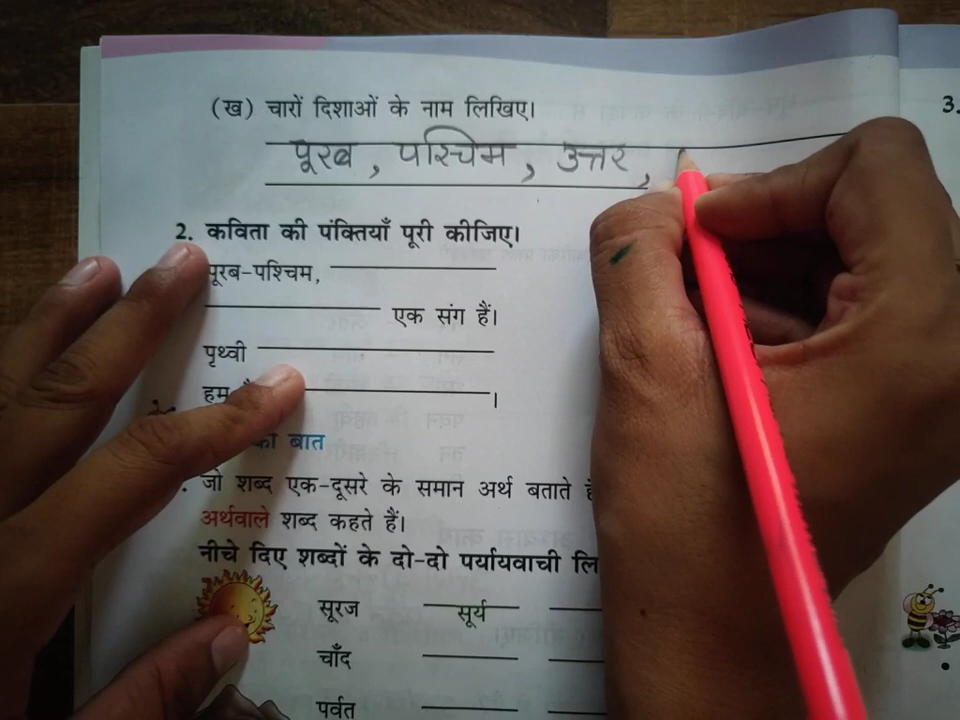 (ख) चारों दिशाओं के नाम लिखिए।
पूरब, पश्चिम, उत्तर,
2. कविता की पंक्तियाँ पूरी कीजिए।
पूरब-पश्चिम,
एक संग हैं।
पृथ्वी
हम
।
की बात
जो शब्द एक-दूसरे के समान अर्थ बताते
अर्थवाले शब्द कहते हैं।
नीचे दिए शब्दों के दो-दो पर्यायवाची
सूरज सूर्य
चाँद
पर्वत
3.